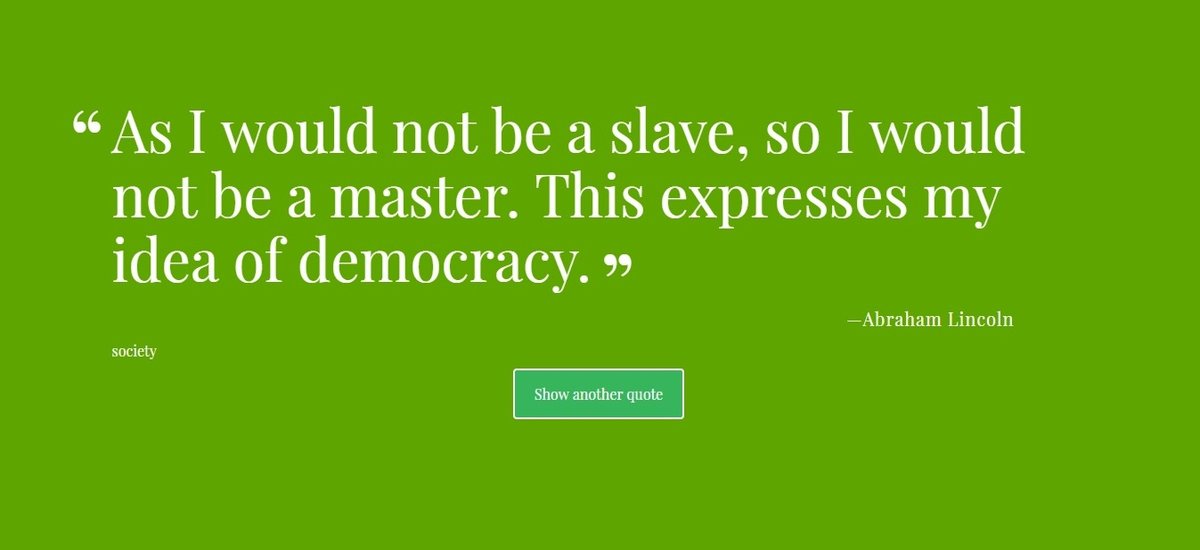 “ As I would not be a slave, so I would
not be a master. This expresses my
idea of democracy. ”
—Abraham Lincoln
society
Show another quote